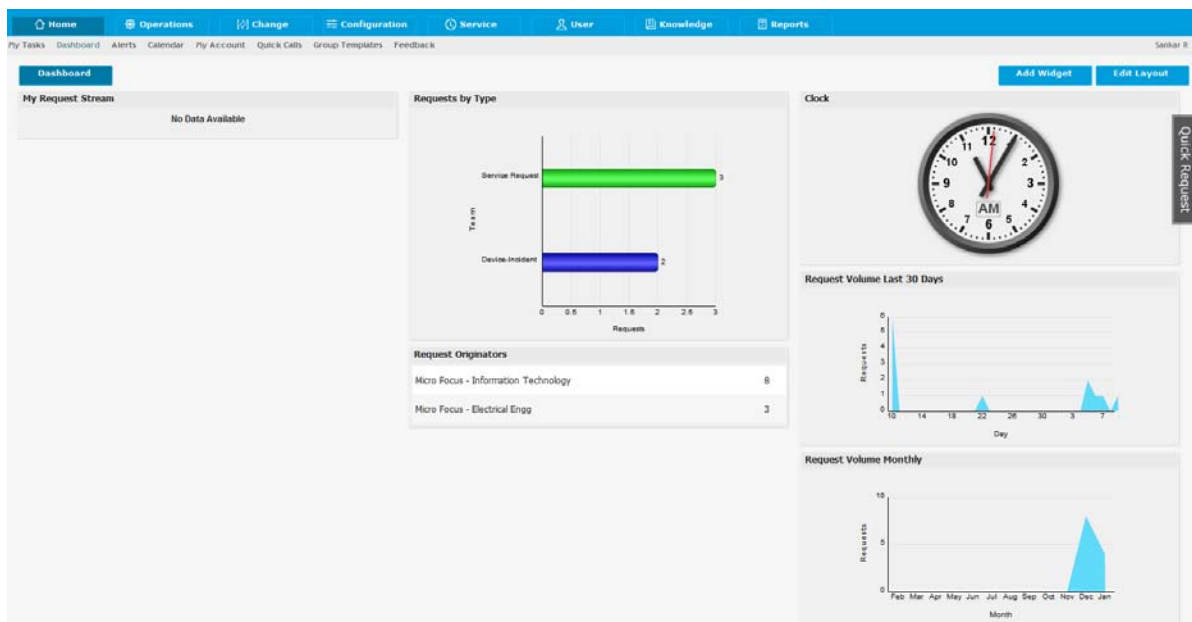 Home Operations Change Configuration Service User Knowledge Reports
My Tasks Dashboard Alerts Calendar My Account Quick Calls Group Templates Feedback Sankar R
Dashboard
Add Widget Edit Layout
My Request Stream
No Data Available
Requests by Type
Service Request
3
Team
Device-Incident
2
0 0.5 1 1.5 2 2.5 3
Requests
Request Originators
Micro Focus - Information Technology 8
Micro Focus - Electrical Engg 3
Clock
12
11
10 2
9 3
AM
8 4
7 6 5
Quick Request
Request Volume Last 30 Days
6
5
4
3
2
1
0
Requests
10 14 18 22 26 30 3 7
Day
Request Volume Monthly
10
5
0
Requests
Feb Mar Apr May Jun Jul Aug Sep Oct Nov Dec Jan
Month